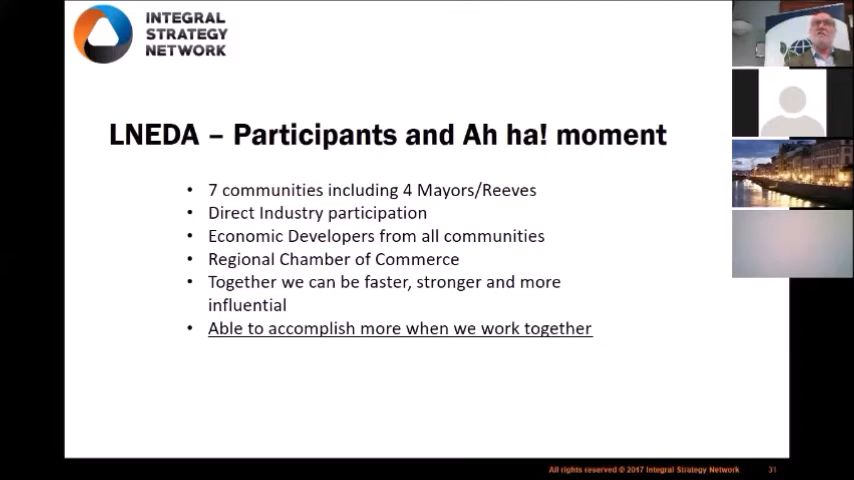 INTEGRAL
STRATEGY
NETWORK
LNEDA – Participants and Ah ha! moment
• 7 communities including 4 Mayors/Reeves
• Direct Industry participation
• Economic Developers from all communities
• Regional Chamber of Commerce
• Together we can be faster, stronger and more
influential
• Able to accomplish more when we work together
All rights reserved © 2017 Integral Strategy Network
31